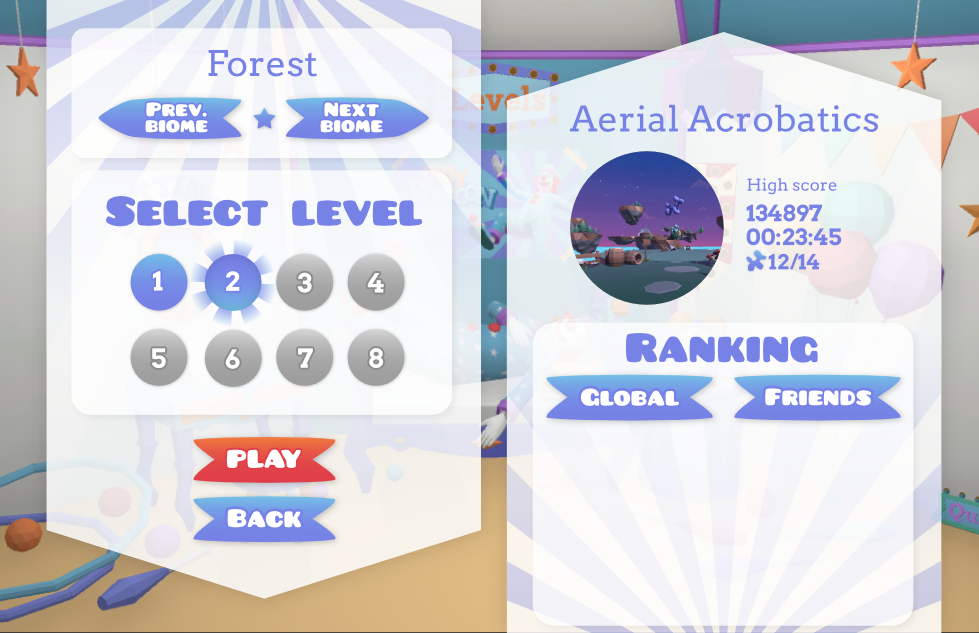 Forest
PREV.
BIOME
NEXT
BIOME
SELECT LEVEL
1 2 3 4
5 6 7 8
PLAY
BACK
Levels
Aerial Acrobatics
High score
134897
00:23:45
12/14
RANKING
GLOBAL FRIENDS